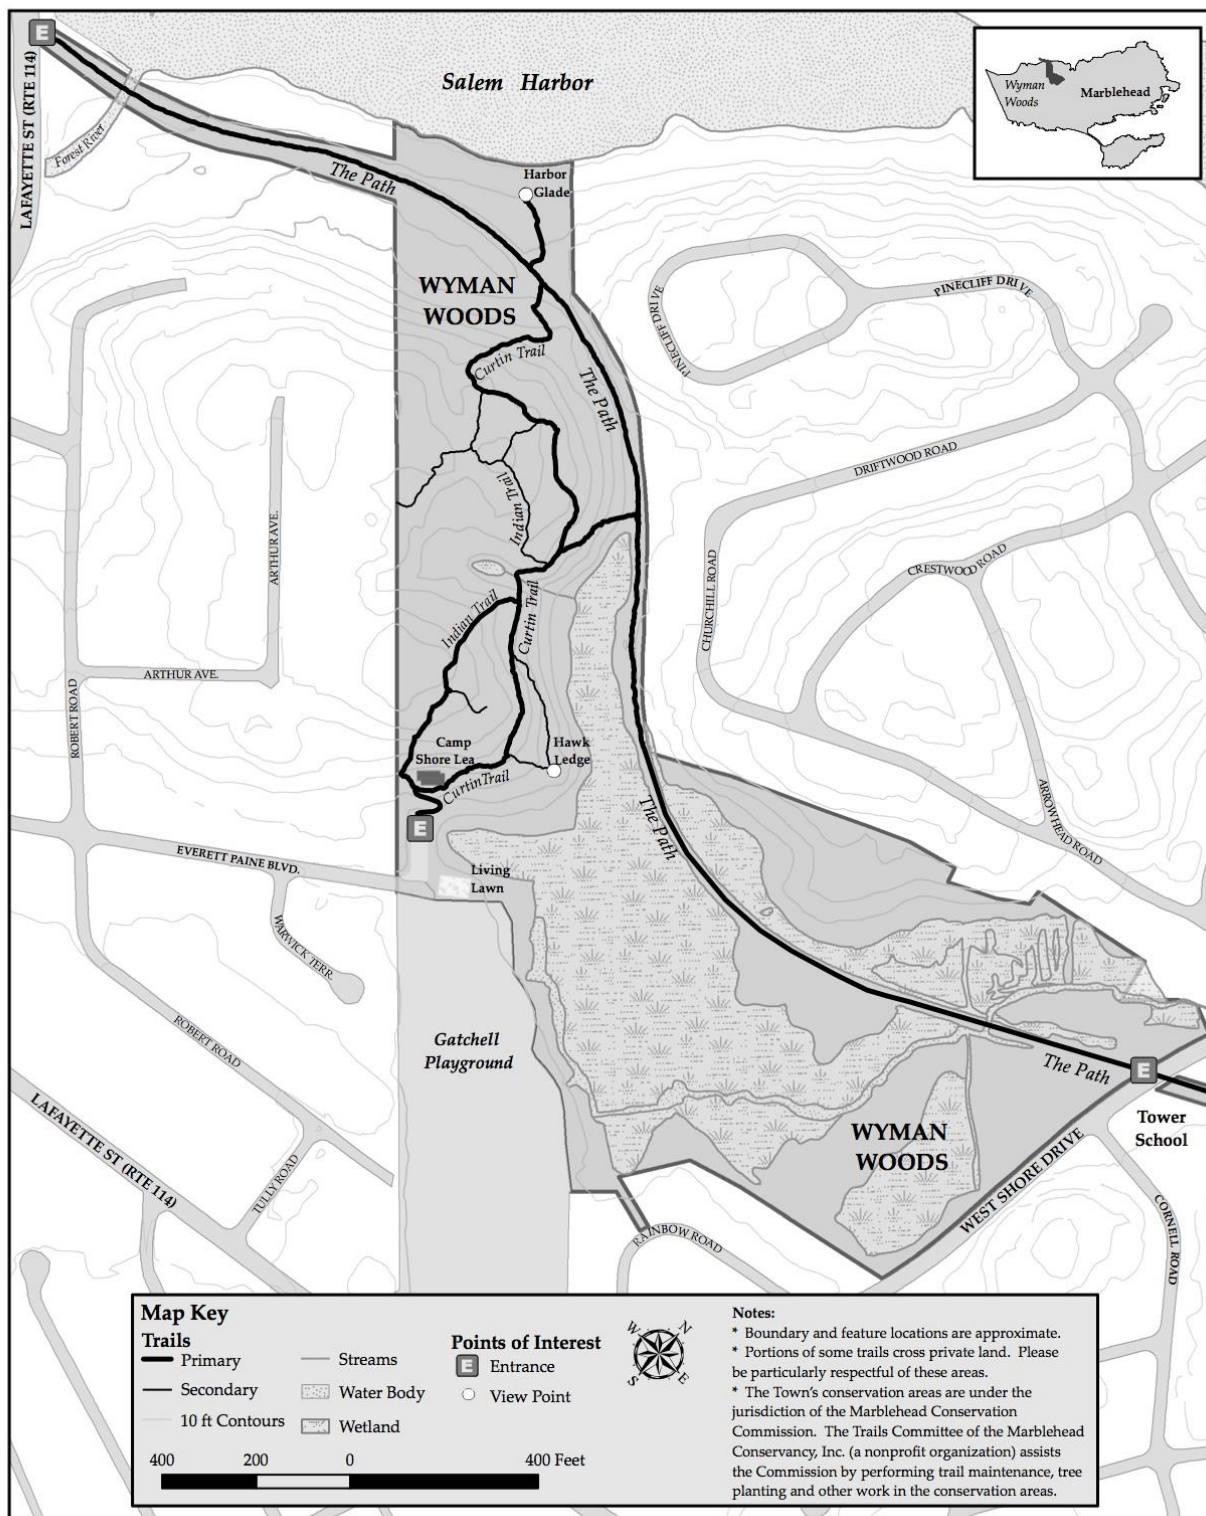 E
Salem Harbor
Wyman
Woods
Marblehead
LAFAYETTE ST (RTE 114)
Forest River
The Path
Harbor
Glade
WYMAN
WOODS
PINECLIFF DRIVE
PINECLIFF DRIVE
Curtin Trail
The Path
DRIFTWOOD ROAD
Indian Trail
ARTHUR AVE.
CRESTWOOD ROAD
CHURCHILL ROAD
Indian Trail
Curtin Trail
ARTHUR AVE.
ROBERT ROAD
Camp
Shore Lea
Hawk
Ledge
Curtin Trail
The Path
ARROWHEAD ROAD
E
EVERETT PAINE BLVD.
Living
Lawn
WARWICK TERR.
ROBERT ROAD
Gatchell
Playground
The Path
E
Tower
School
LAFAYETTE ST (RTE 114)
TULLY ROAD
WYMAN
WOODS
WEST SHORE DRIVE
CORNELL ROAD
RAINBOW ROAD
Map Key
Trails
Primary
Secondary
10 ft Contours
Streams
Water Body
Wetland
Points of Interest
E Entrance
View Point
W N
S E
400 200 0 400 Feet
Notes:
* Boundary and feature locations are approximate.
* Portions of some trails cross private land. Please
be particularly respectful of these areas.
* The Town's conservation areas are under the
jurisdiction of the Marblehead Conservation
Commission. The Trails Committee of the Marblehead
Conservancy, Inc. (a nonprofit organization) assists
the Commission by performing trail maintenance, tree
planting and other work in the conservation areas.